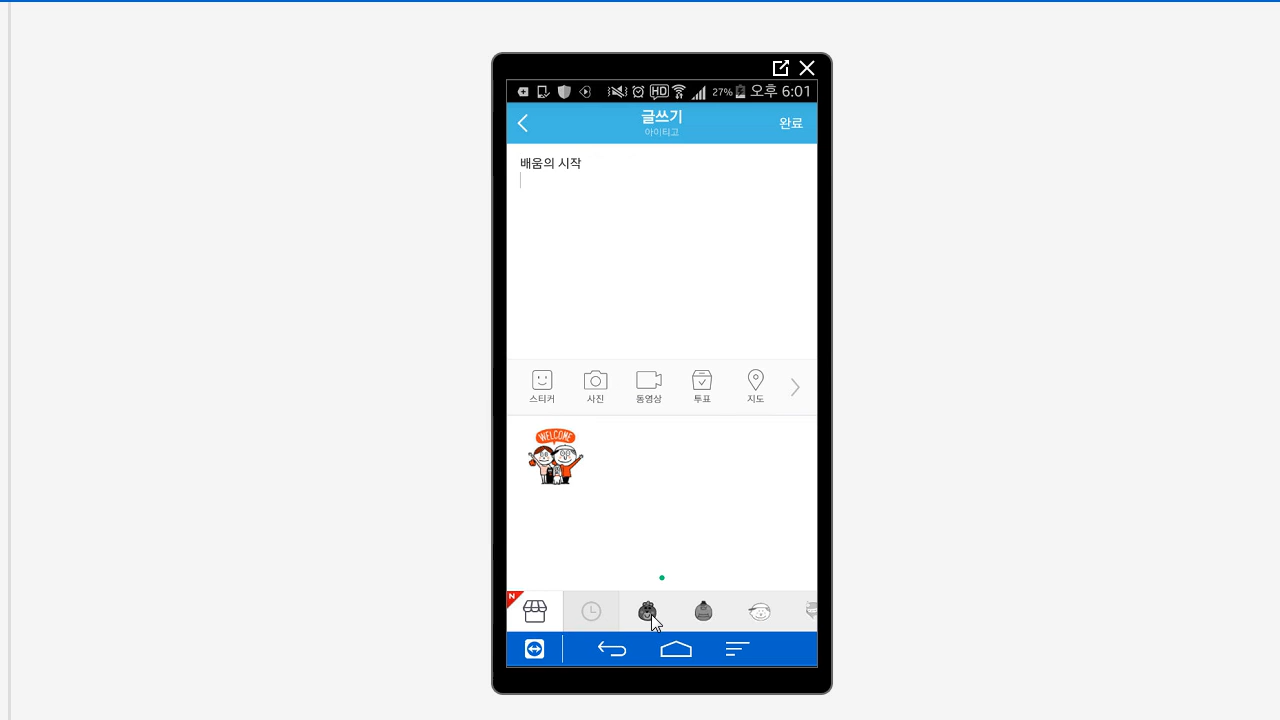 HD 27% 오후 6:01
글쓰기
아이티고
완료
배움의 시작
스티커 사진 동영상 투표 지도
WELCOME
N